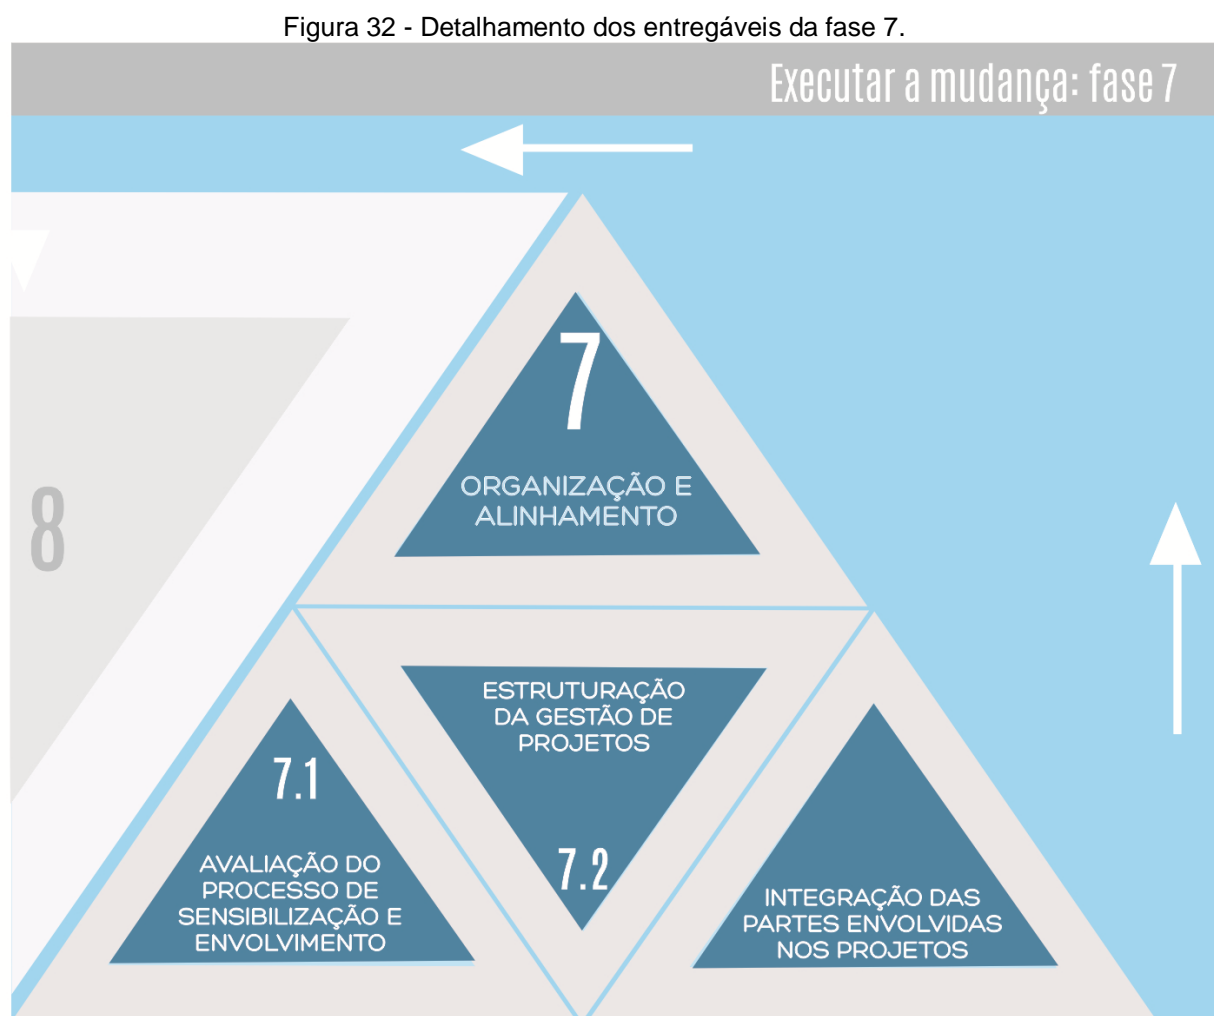 Figura 32 - Detalhamento dos entregáveis da fase 7.
Executar a mudança: fase 7
7
ORGANIZAÇÃO E
ALINHAMENTO
8
ESTRUTURAÇÃO
DA GESTÃO DE
PROJETOS
7.2
7.1
AVALIAÇÃO DO
PROCESSO DE
SENSIBILIZAÇÃO E
ENVOLVIMENTO
INTEGRAÇÃO DAS
PARTES ENVOLVIDAS
NOS PROJETOS